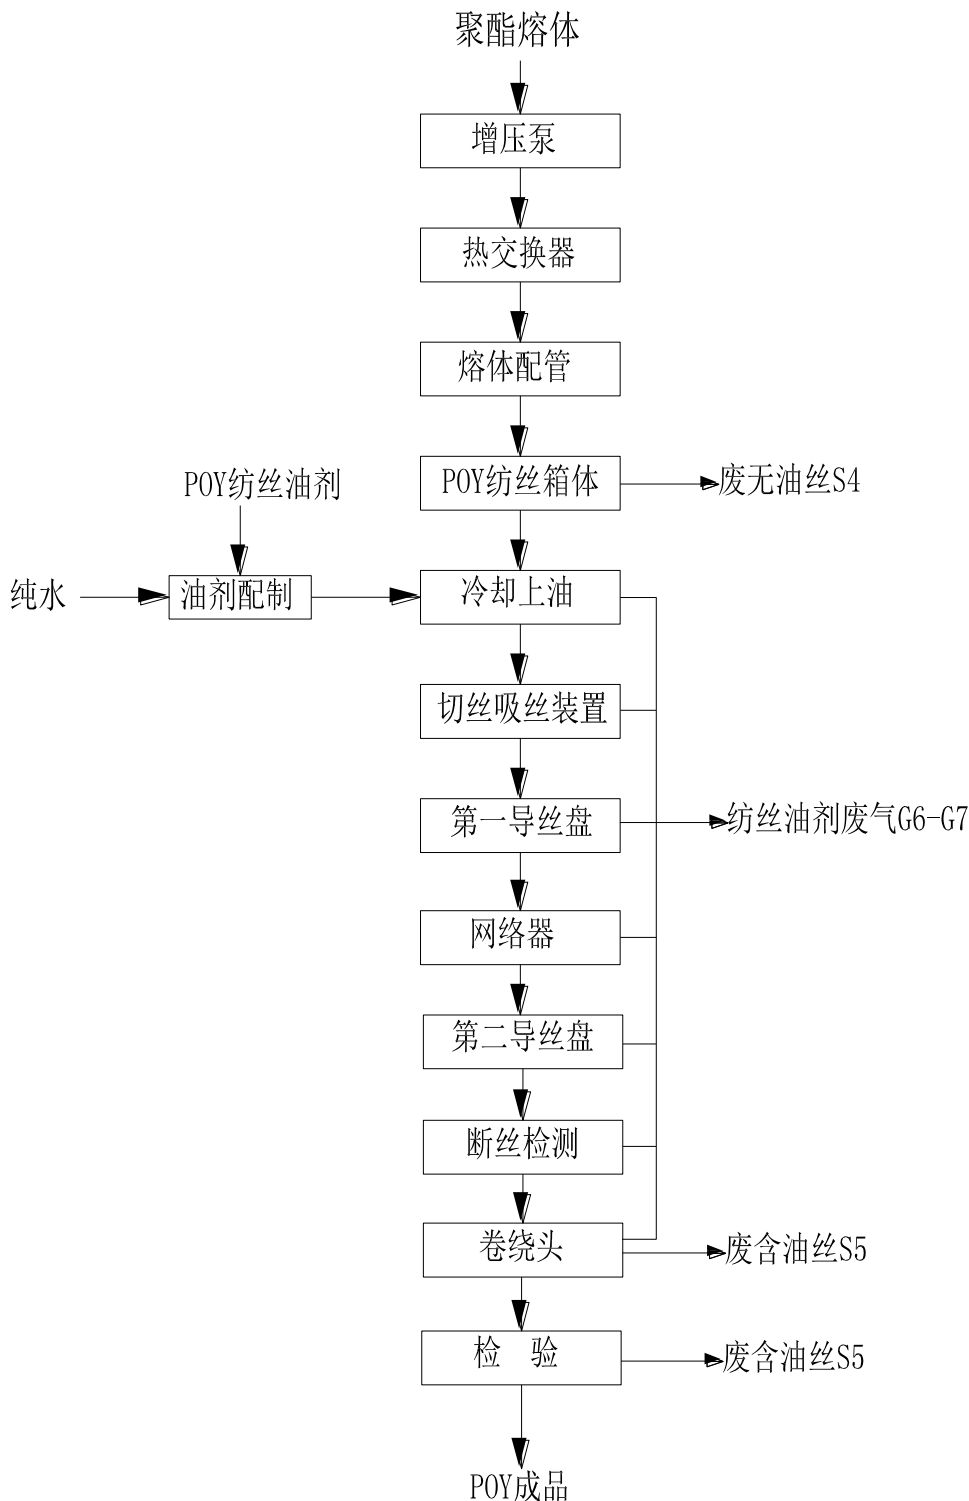 聚酯熔体
增压泵
热交换器
熔体配管
POY纺丝箱体
废无油丝S4
POY纺丝油剂
纯水
油剂配制
冷却上油
切丝吸丝装置
第一导丝盘
纺丝油剂废气G6-G7
网络器
第二导丝盘
断丝检测
卷绕头
废含油丝S5
检 验
废含油丝S5
POY成品